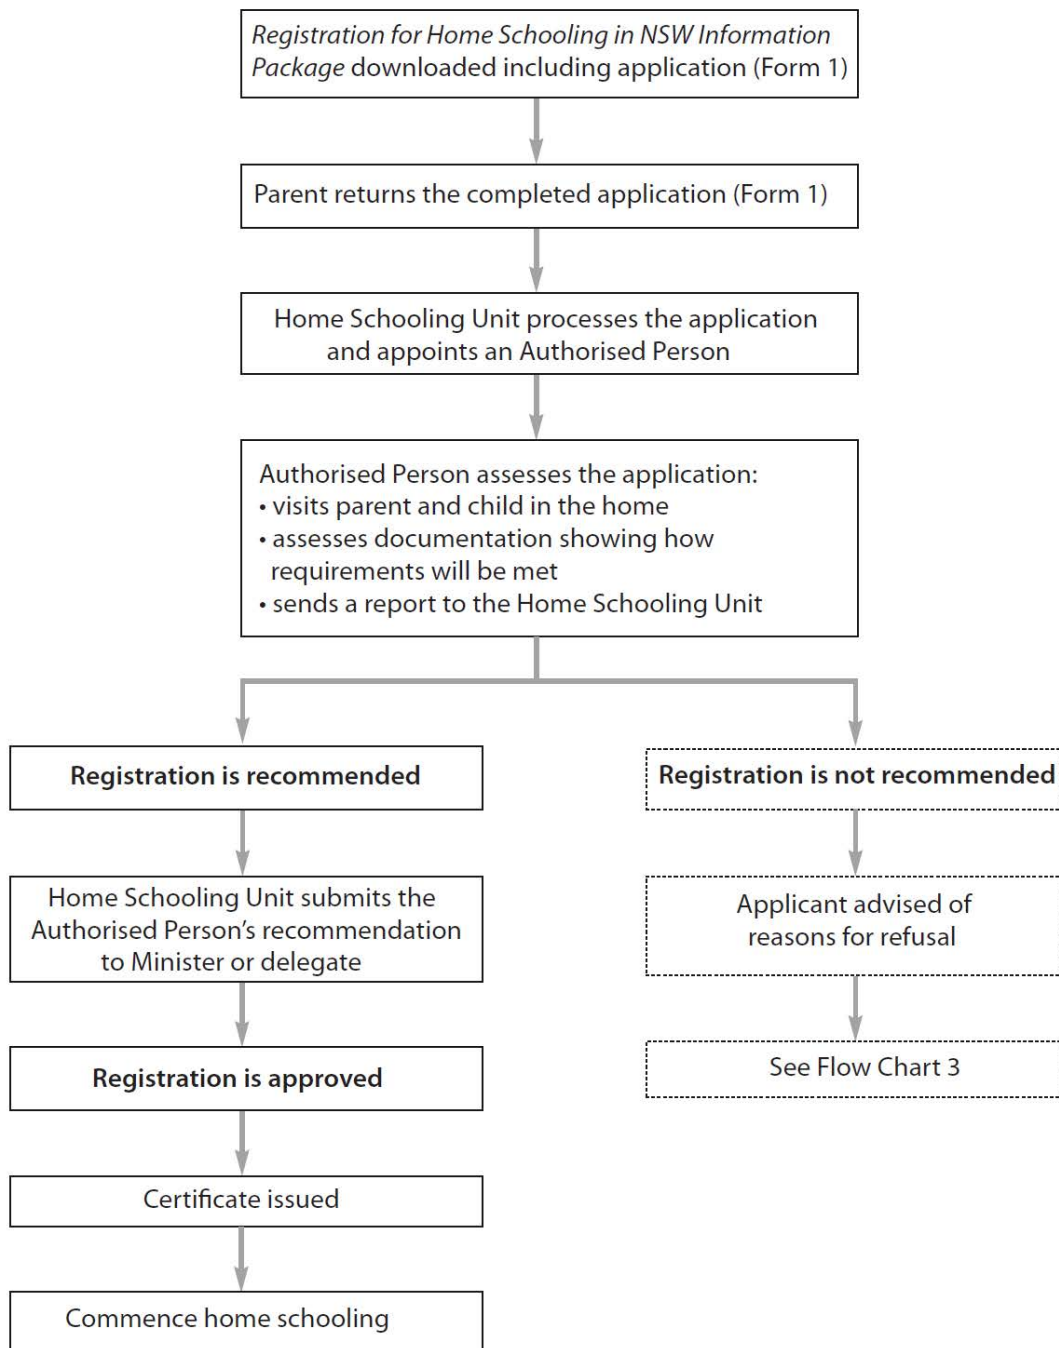 Registration for Home Schooling in NSW Information
Package downloaded including application (Form 1)
Parent returns the completed application (Form 1)
Home Schooling Unit processes the application
and appoints an Authorised Person
Authorised Person assesses the application:
• visits parent and child in the home
• assesses documentation showing how
requirements will be met
• sends a report to the Home Schooling Unit
Registration is recommended
Home Schooling Unit submits the
Authorised Person’s recommendation
to Minister or delegate
Registration is approved
Certificate issued
Commence home schooling
Registration is not recommended
Applicant advised of
reasons for refusal
See Flow Chart 3